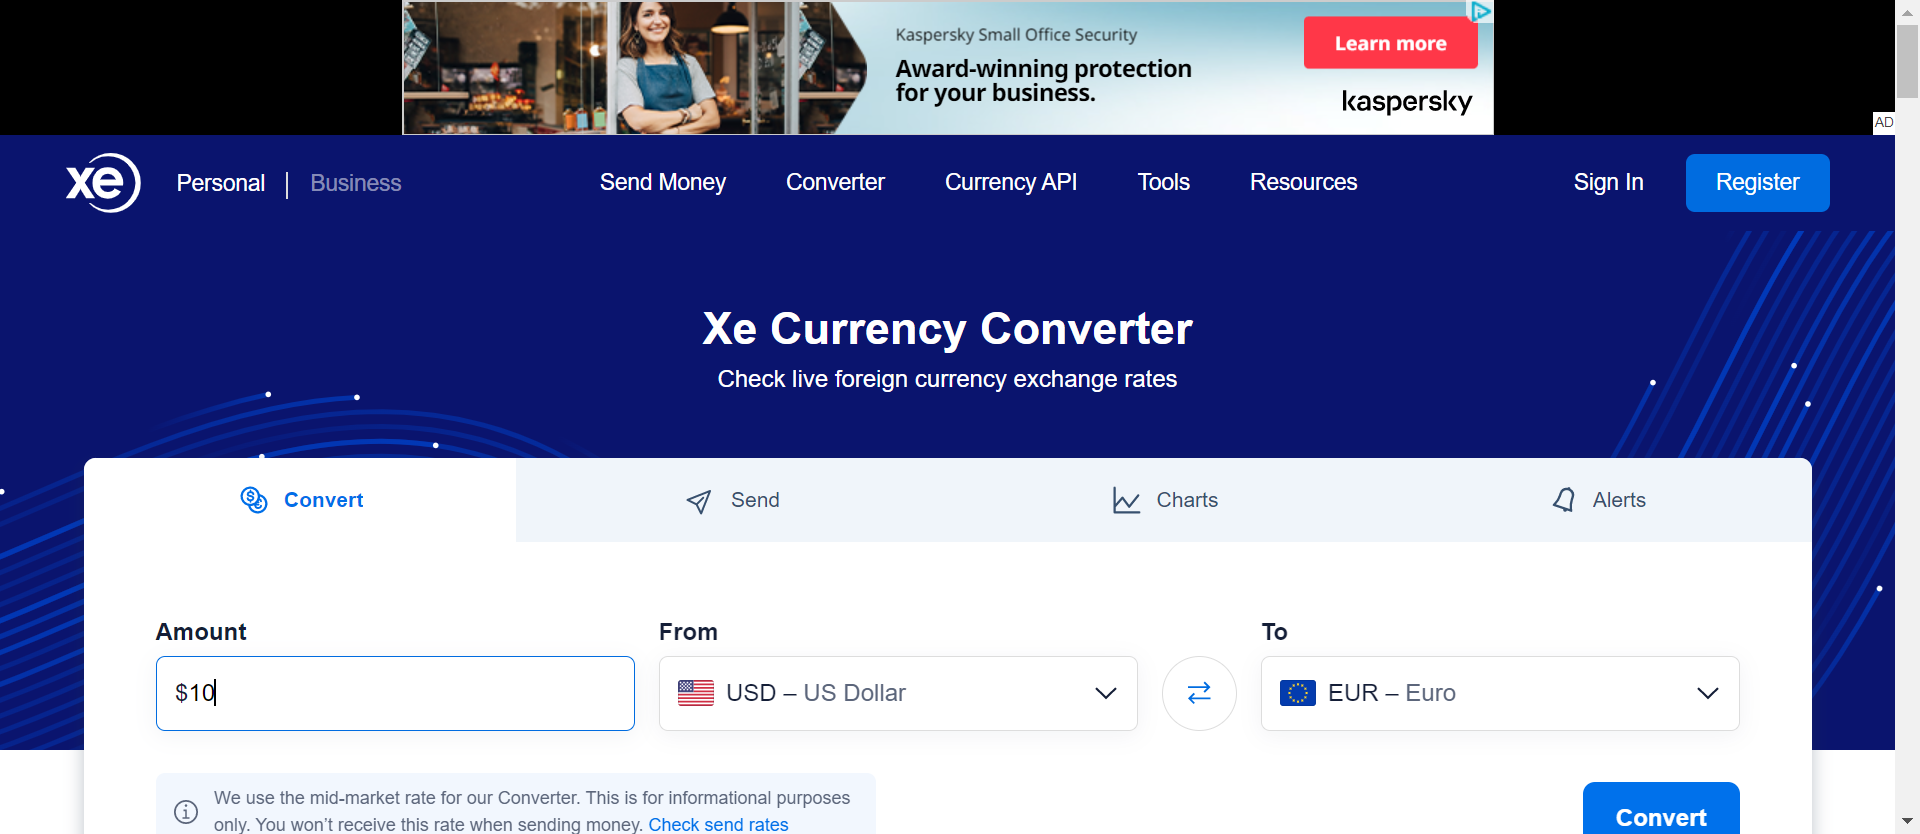 Kaspersky Small Office Security
Award-winning protection
for your business.
Learn more
kaspersky
AD
xe
Personal | Business
Send Money
Converter
Currency API
Tools
Resources
Sign In
Register
Xe Currency Converter
Check live foreign currency exchange rates
Convert
Send
Charts
Alerts
Amount
$10
From
USD – US Dollar
To
EUR – Euro
We use the mid-market rate for our Converter. This is for informational purposes
only. You won’t receive this rate when sending money. Check send rates
Convert